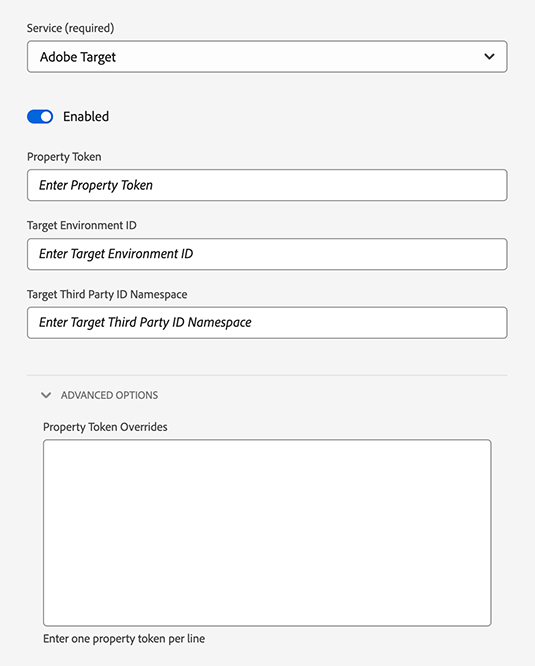 Service (required)
Adobe Target
Enabled
Property Token
Enter Property Token
Target Environment ID
Enter Target Environment ID
Target Third Party ID Namespace
Enter Target Third Party ID Namespace
ADVANCED OPTIONS
Property Token Overrides
Enter one property token per line